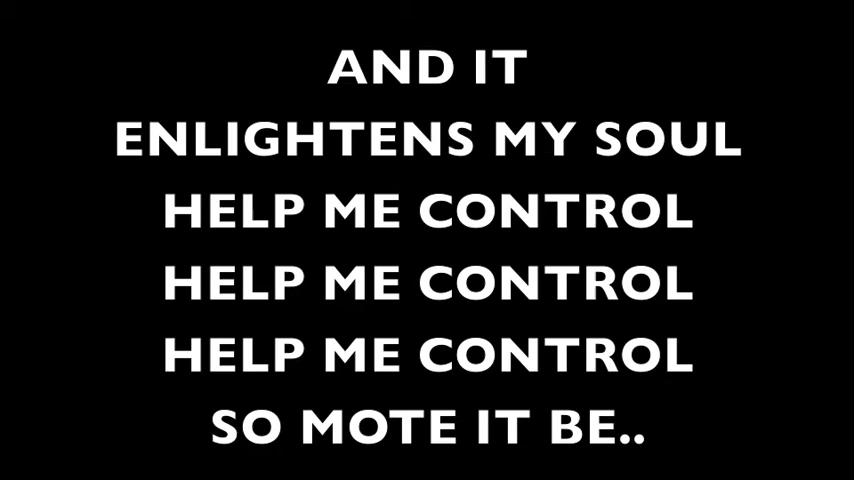 AND IT
ENLIGHTENS MY SOUL
HELP ME CONTROL
HELP ME CONTROL
HELP ME CONTROL
SO MOTE IT BE..